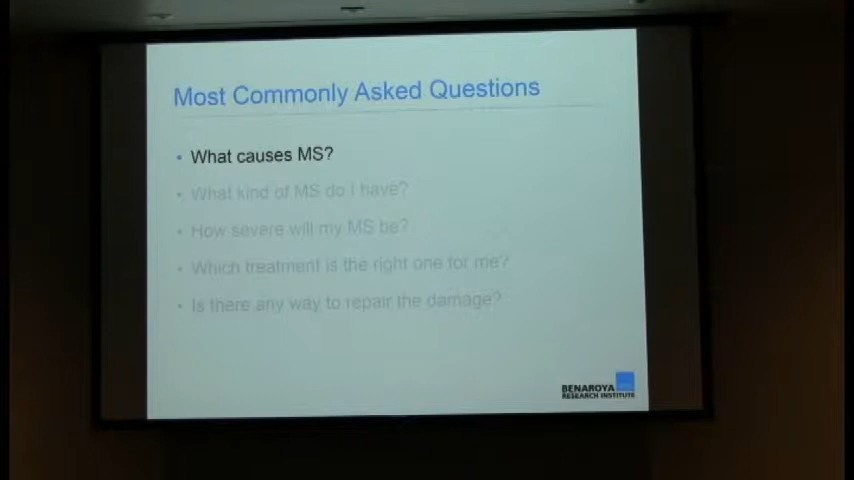 Most Commonly Asked Questions
• What causes MS?
• What kind of MS do I have?
• How severe will my MS be?
• Which treatment is the right one for me?
• Is there any way to repair the damage?
BENAROYA
RESEARCH INSTITUTE